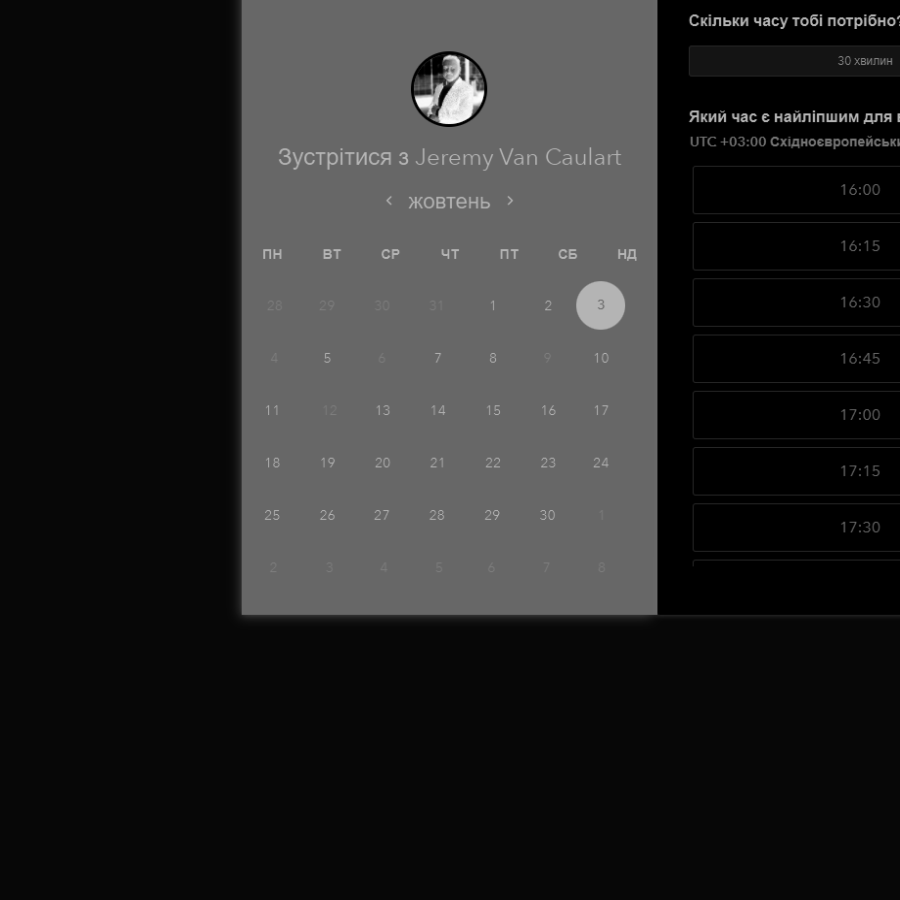 Зустрітися з Jeremy Van Caulart
жовтень
ПН ВТ СР ЧТ ПТ СБ НД
28 29 30 31 1 2 3
4 5 6 7 8 9 10
11 12 13 14 15 16 17
18 19 20 21 22 23 24
25 26 27 28 29 30 1
2 3 4 5 6 7 8
Скільки часу тобі потрібно?
30 хвилин
Який час є найліпшим для
UTC +03:00
16:00
16:15
16:30
16:45
17:00
17:15
17:30